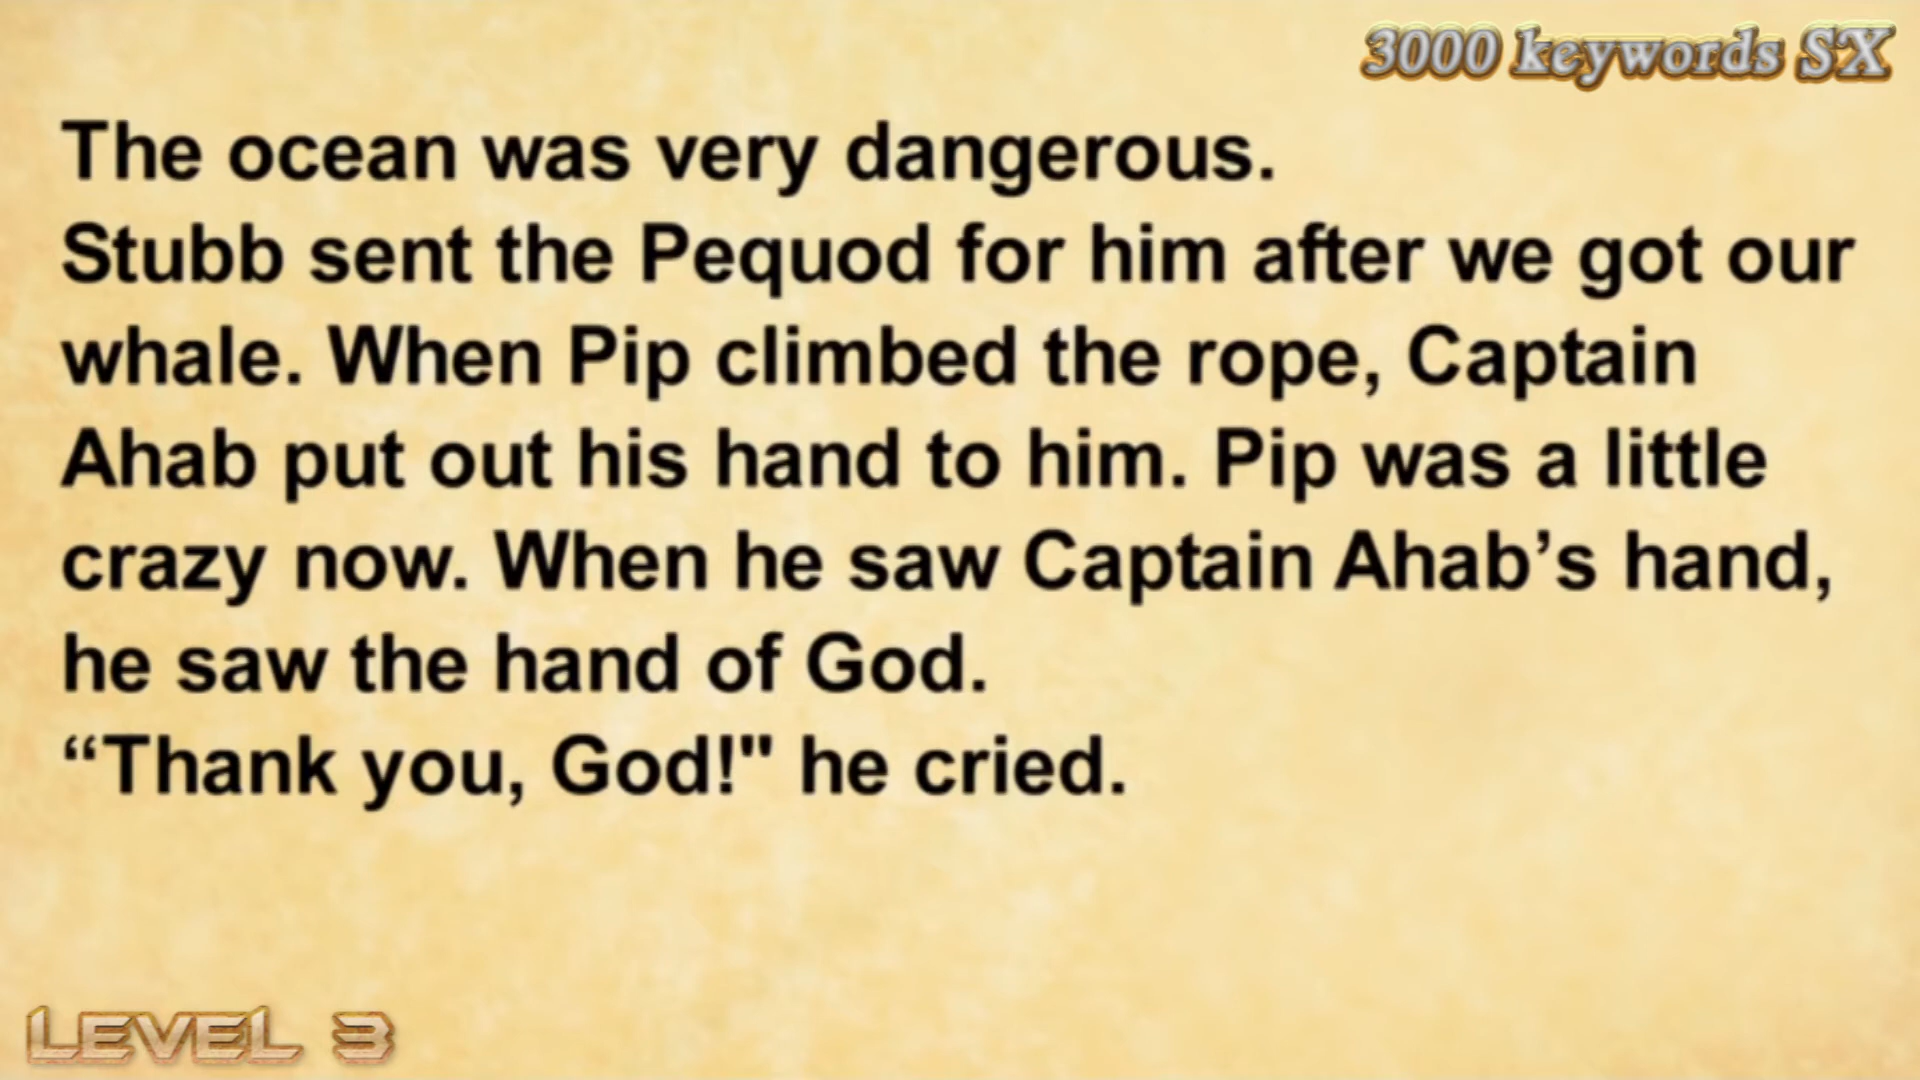 3000 keywords SX
The ocean was very dangerous.
Stubb sent the Pequod for him after we got our
whale. When Pip climbed the rope, Captain
Ahab put out his hand to him. Pip was a little
crazy now. When he saw Captain Ahab’s hand,
he saw the hand of God.
“Thank you, God!" he cried.
LEVEL 3